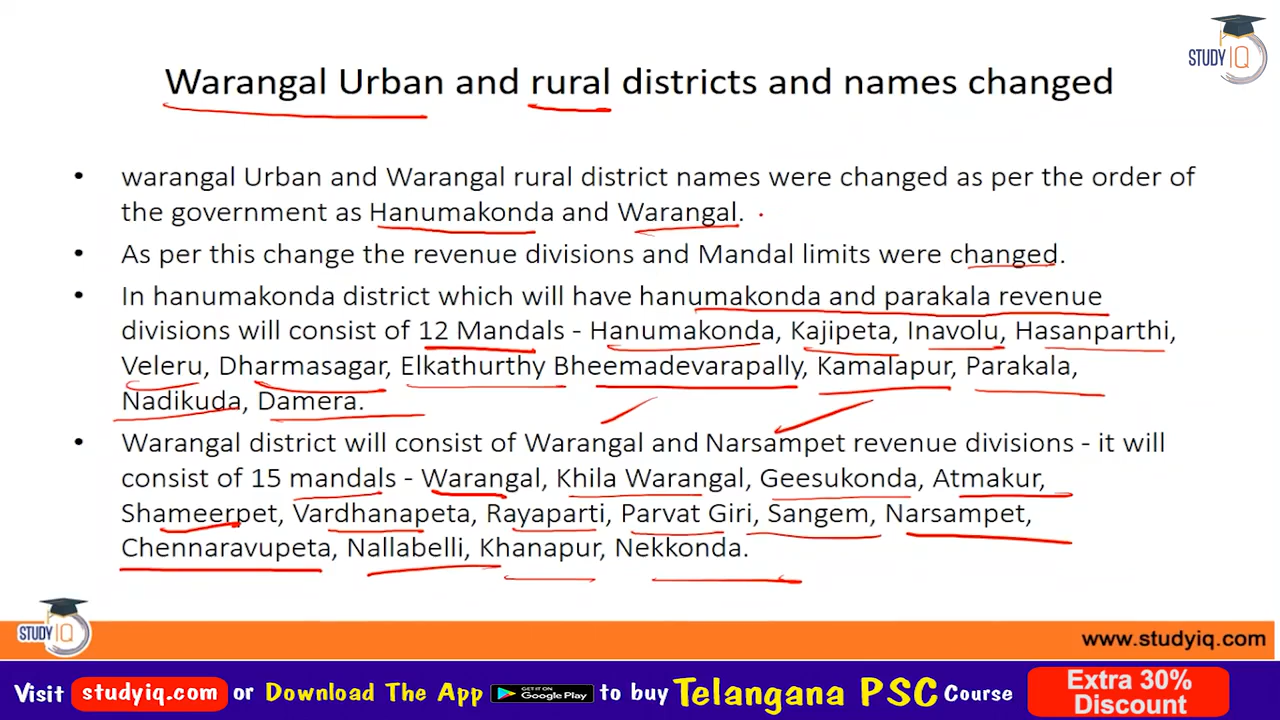 STUDY IQ
Warangal Urban and rural districts and names changed
• warangal Urban and Warangal rural district names were changed as per the order of
the government as Hanumakonda and Warangal.
• As per this change the revenue divisions and Mandal limits were changed.
• In hanumakonda district which will have hanumakonda and parakala revenue
divisions will consist of 12 Mandals - Hanumakonda, Kajipeta, Inavolu, Hasanparthi,
Veleru, Dharmasagar, Elkathurthy Bheemadevarapally, Kamalapur, Parakala,
Nadikuda, Damera.
• Warangal district will consist of Warangal and Narsampet revenue divisions - it will
consist of 15 mandals - Warangal, Khila Warangal, Geesukonda, Atmakur,
Shameerpet, Vardhanapeta, Rayaparti, Parvat Giri, Sangem, Narsampet,
Chennaravupeta, Nallabelli, Khanapur, Nekkonda.
STUDY IQ
www.studyiq.com
Visit studyiq.com or Download The App GET IT ON Google Play to buy Telangana PSC Course
Extra 30%
Discount